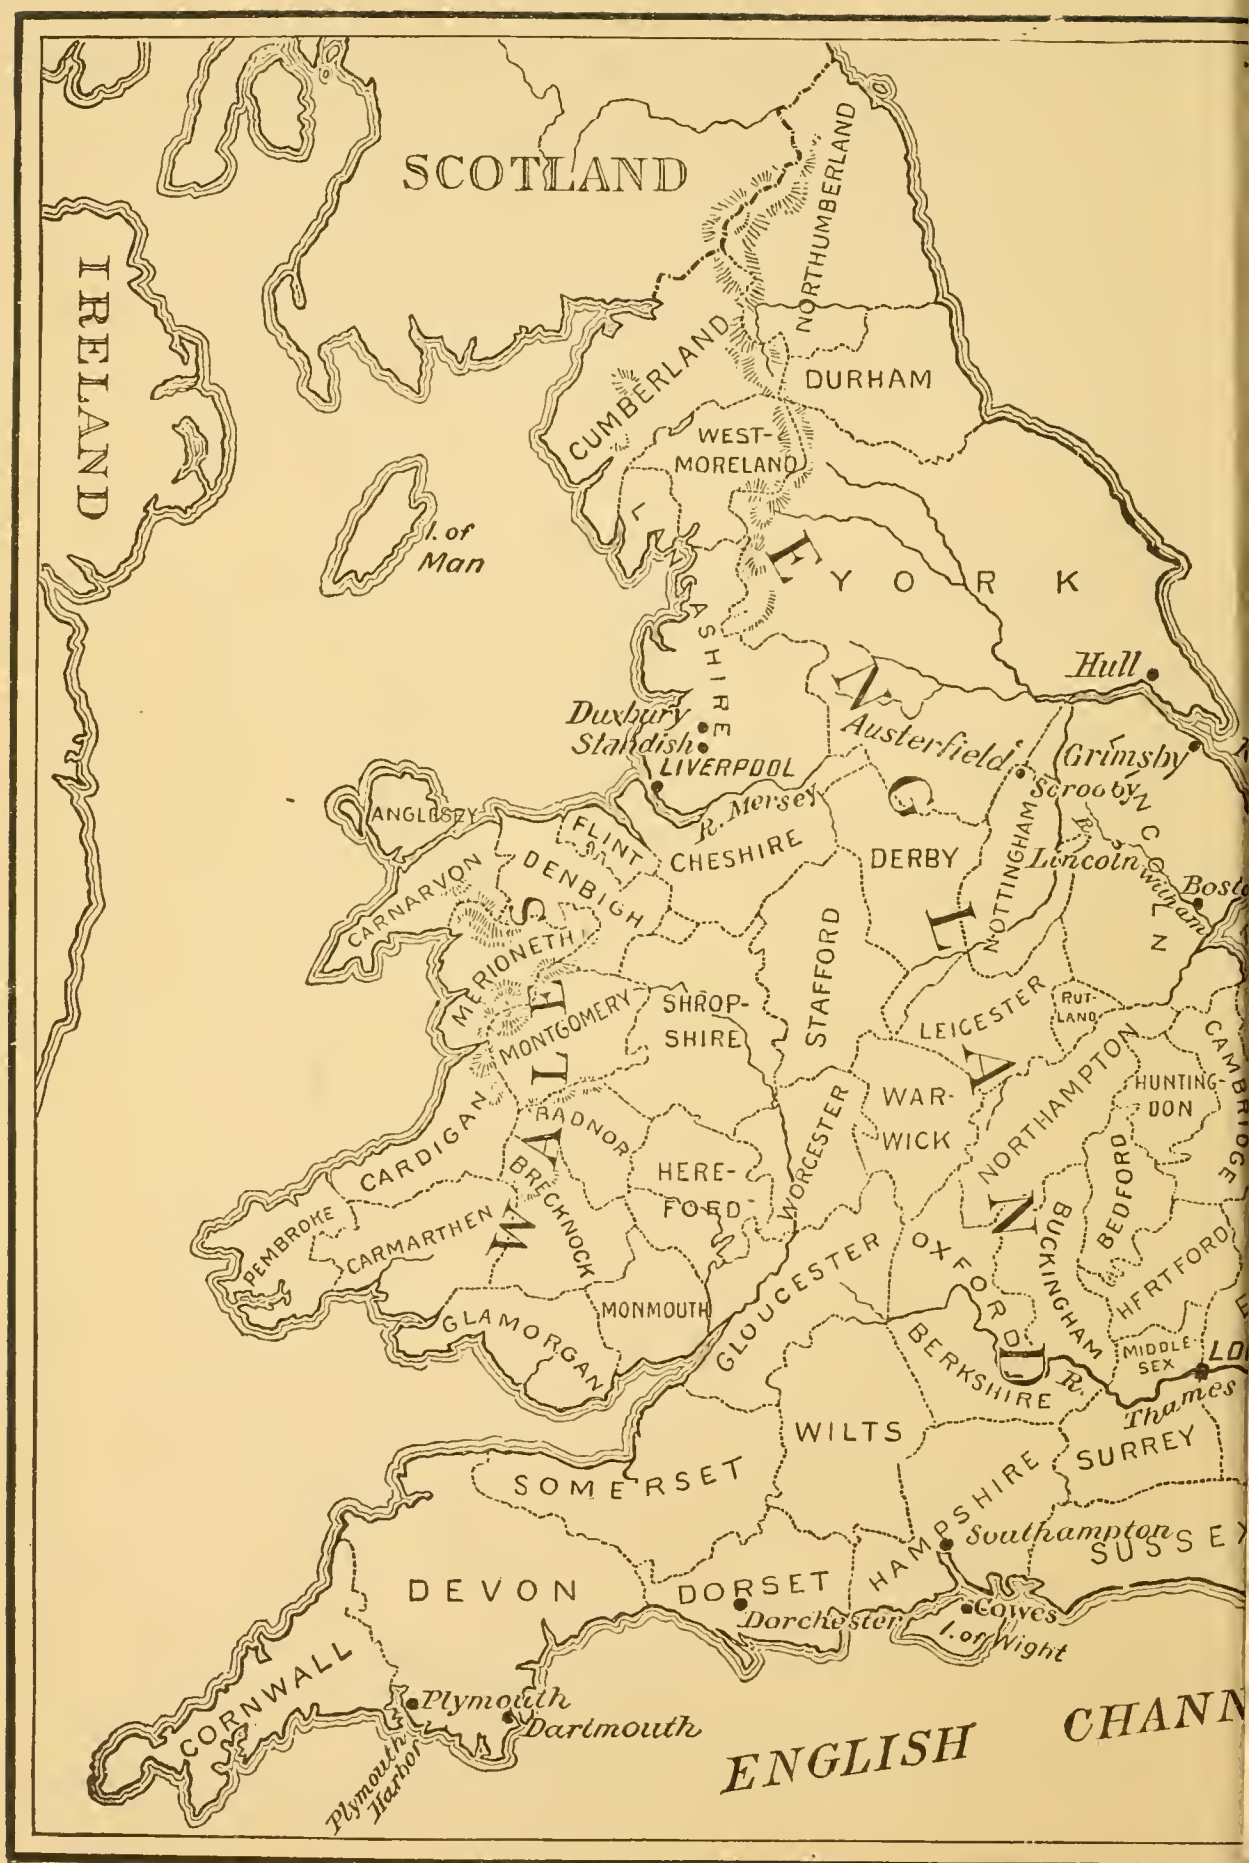 SCOTLAND
IRELAND
NORTHUMBERLAND
CUMBERLAND
DURHAM
WEST-
MORELAND
I. of
Man
YORK
Hull
LANCASHIRE
Duxbury
Standish
LIVERPOOL
R. Mersey
Austerfield
Grimsby
Scrooby
LINCOLN
R. Witham
Lincoln
ENGLAND
ANGLESEY
FLINT
CHESHIRE
DERBY
NOTTINGHAM
CARNARVON
DENBIGH
STAFFORD
MERIONETH
WALES
MONTGOMERY
SHROP-
SHIRE
LEICESTER
RUT-
LAND
CAMBRIDGE
HUNTING-
DON
NORTHAMPTON
WAR-
WICK
WORCESTER
RADNOR
CARDIGAN
HERE-
FORD
BRECKNOCK
BEDFORD
BUCKINGHAM
PEMBROKE
CARMARTHEN
GLOUCESTER
OXFORD
HERTFORD
GLAMORGAN
MONMOUTH
MIDDLE-
SEX
BERKSHIRE
R.
Thames
WILTS
SURREY
SOMERSET
HAMPSHIRE
Southampton
SUSSEX
DEVON
DORSET
Dorchester
Cowes
I. of Wight
CORNWALL
Plymouth
Dartmouth
Plymouth
Harbor
ENGLISH CHANN